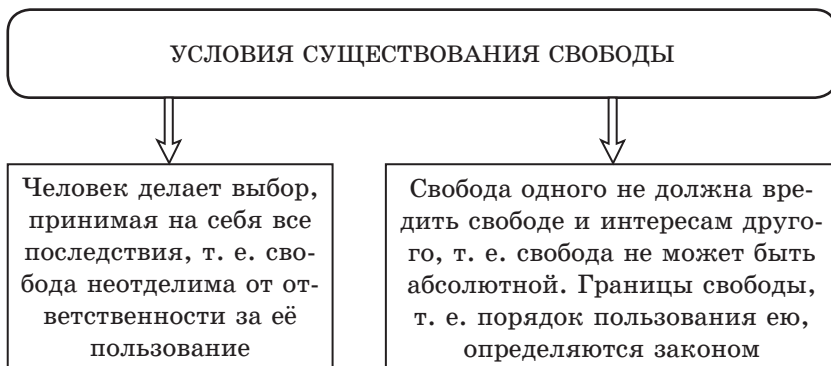 УСЛОВИЯ СУЩЕСТВОВАНИЯ СВОБОДЫ
Человек делает выбор,
принимая на себя все
последствия, т. е. сво-
бода неотделима от от-
ветственности за её
пользование
Свобода одного не должна вре-
дить свободе и интересам друго-
го, т. е. свобода не может быть
абсолютной. Границы свободы,
т. е. порядок пользования ею,
определяются законом